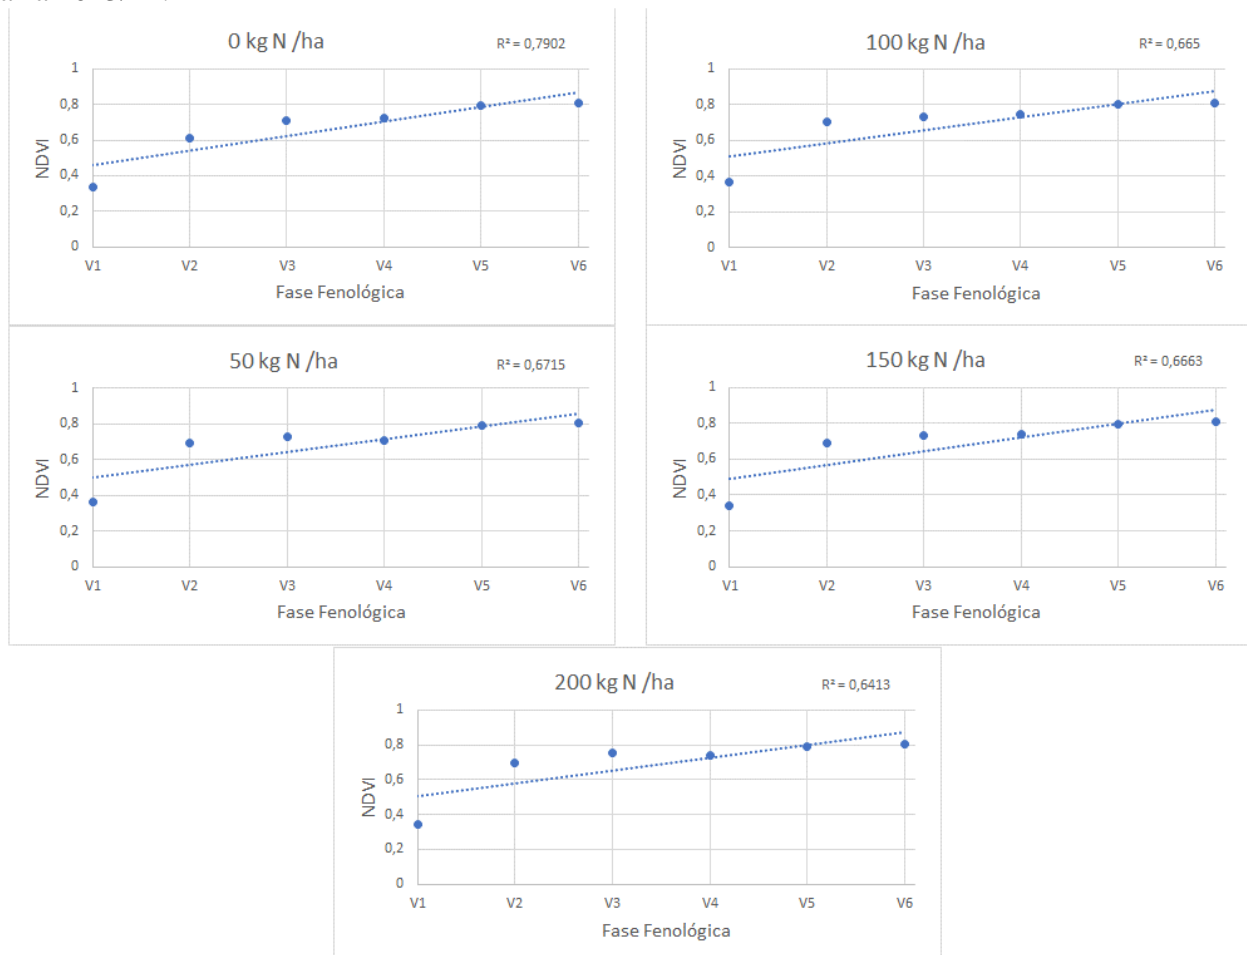 0 kg N /ha
R² = 0,7902
1
0,8
0,6
0,4
0,2
0
NDVI
V1 V2 V3 V4 V5 V6
Fase Fenológica
100 kg N /ha
R² = 0,665
1
0,8
0,6
0,4
0,2
0
NDVI
V1 V2 V3 V4 V5 V6
Fase Fenológica
50 kg N /ha
R² = 0,6715
1
0,8
0,6
0,4
0,2
0
NDVI
V1 V2 V3 V4 V5 V6
Fase Fenológica
150 kg N /ha
R² = 0,6663
1
0,8
0,6
0,4
0,2
0
NDVI
V1 V2 V3 V4 V5 V6
Fase Fenológica
200 kg N /ha
R² = 0,6413
1
0,8
0,6
0,4
0,2
0
NDVI
V1 V2 V3 V4 V5 V6
Fase Fenológica